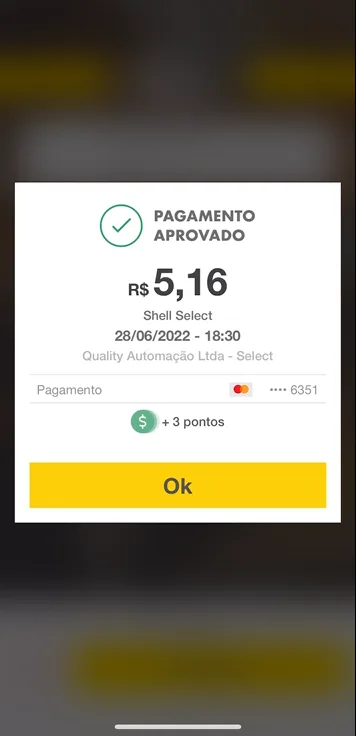 PAGAMENTO
APROVADO
R$ 5,16
Shell Select
28/06/2022 - 18:30
Quality Automação Ltda - Select
Pagamento •••• 6351
$ + 3 pontos
Ok